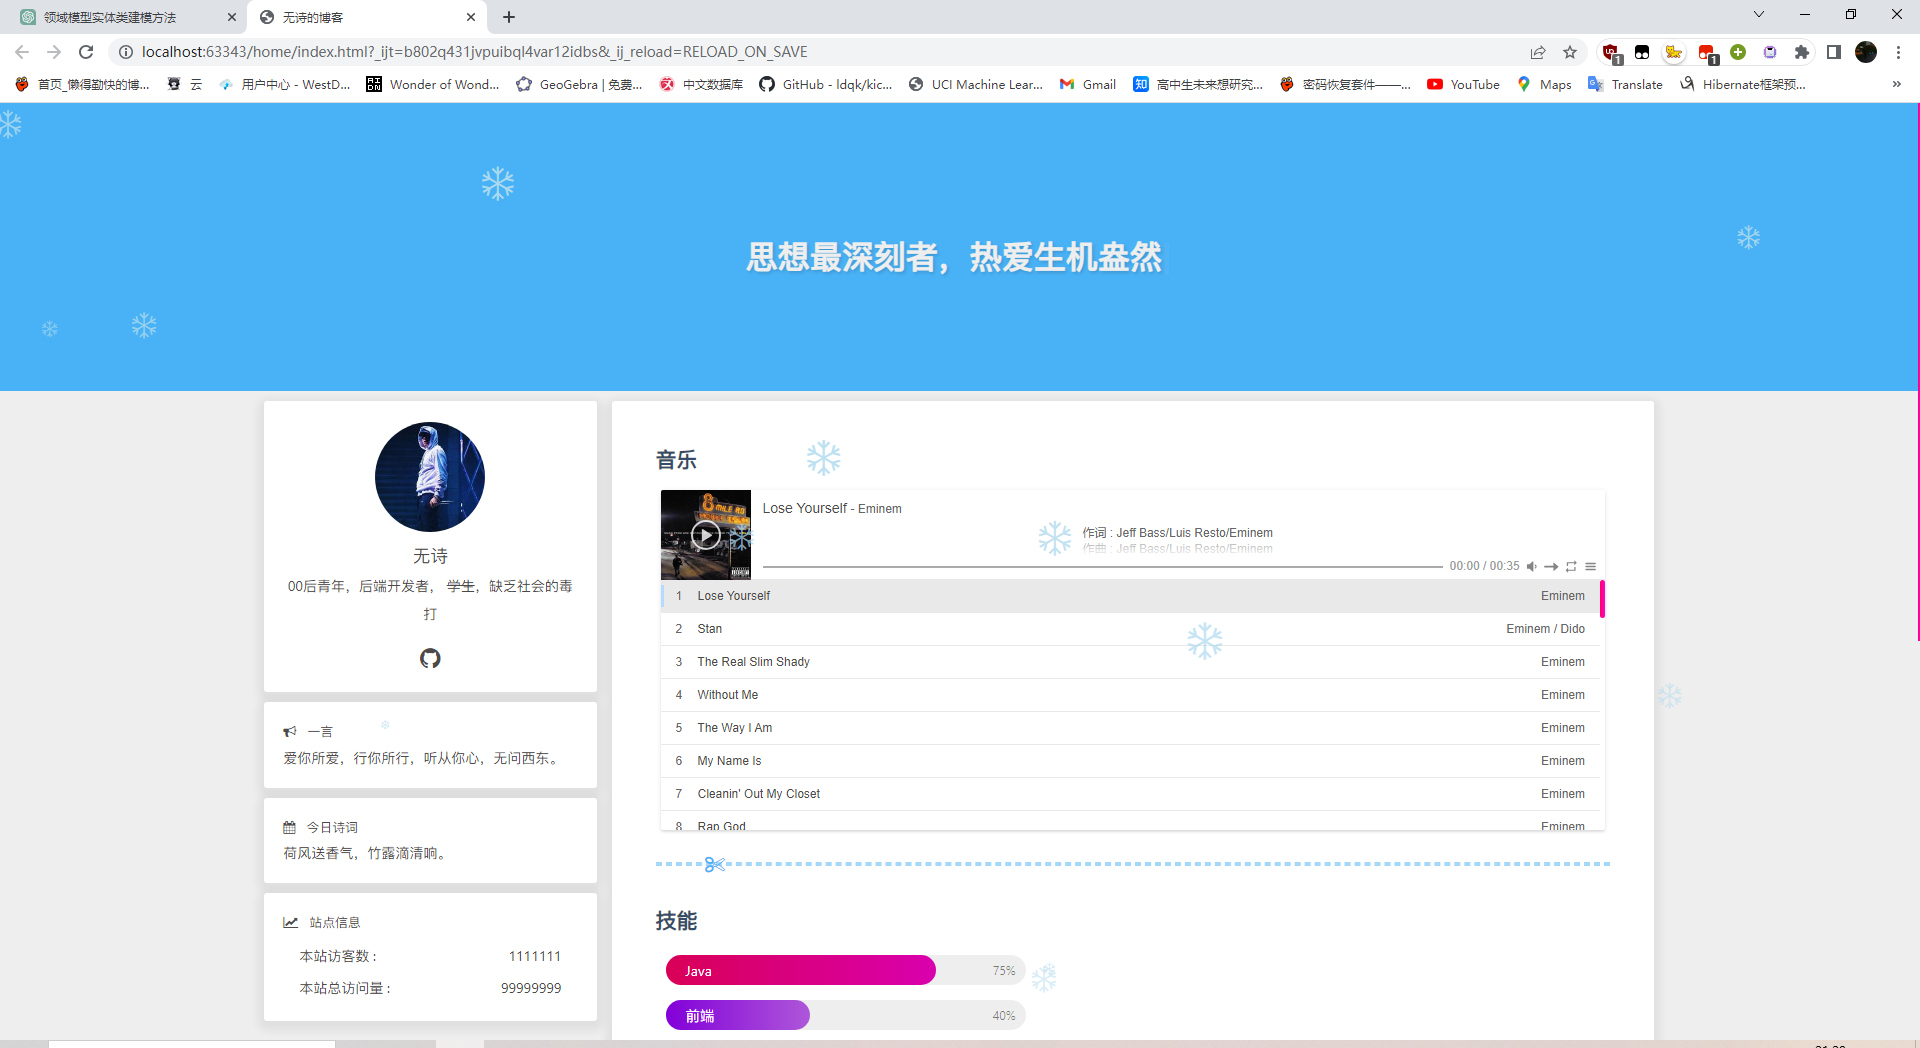 领域模型实体类建模方法
无诗的博客
localhost:63343/home/index.html?_ijt=b802q431jvpuibql4var12idbs&_ij_reload=RELOAD_ON_SAVE
1
1
首页_懒得勤快的博...
云
用户中心 - WestD...
Wonder of Wond...
GeoGebra | 免费...
中文数据库
GitHub - ldqk/kic...
UCI Machine Lear...
Gmail
高中生未来想研究...
密码恢复套件——...
YouTube
Maps
Translate
Hibernate框架预...
思想最深刻者，热爱生机盎然
无诗
00后青年，后端开发者， 学生，缺乏社会的毒
打
一言
爱你所爱，行你所行，听从你心，无问西东。
今日诗词
荷风送香气，竹露滴清响。
站点信息
本站访客数 : 1111111
本站总访问量 : 99999999
音乐
Lose Yourself - Eminem
作词 : Jeff Bass/Luis Resto/Eminem
作曲 : Jeff Bass/Luis Resto/Eminem
00:00 / 00:35
1 Lose Yourself Eminem
2 Stan Eminem / Dido
3 The Real Slim Shady Eminem
4 Without Me Eminem
5 The Way I Am Eminem
6 My Name Is Eminem
7 Cleanin' Out My Closet Eminem
8 Rap God Eminem
技能
Java 75%
前端 40%